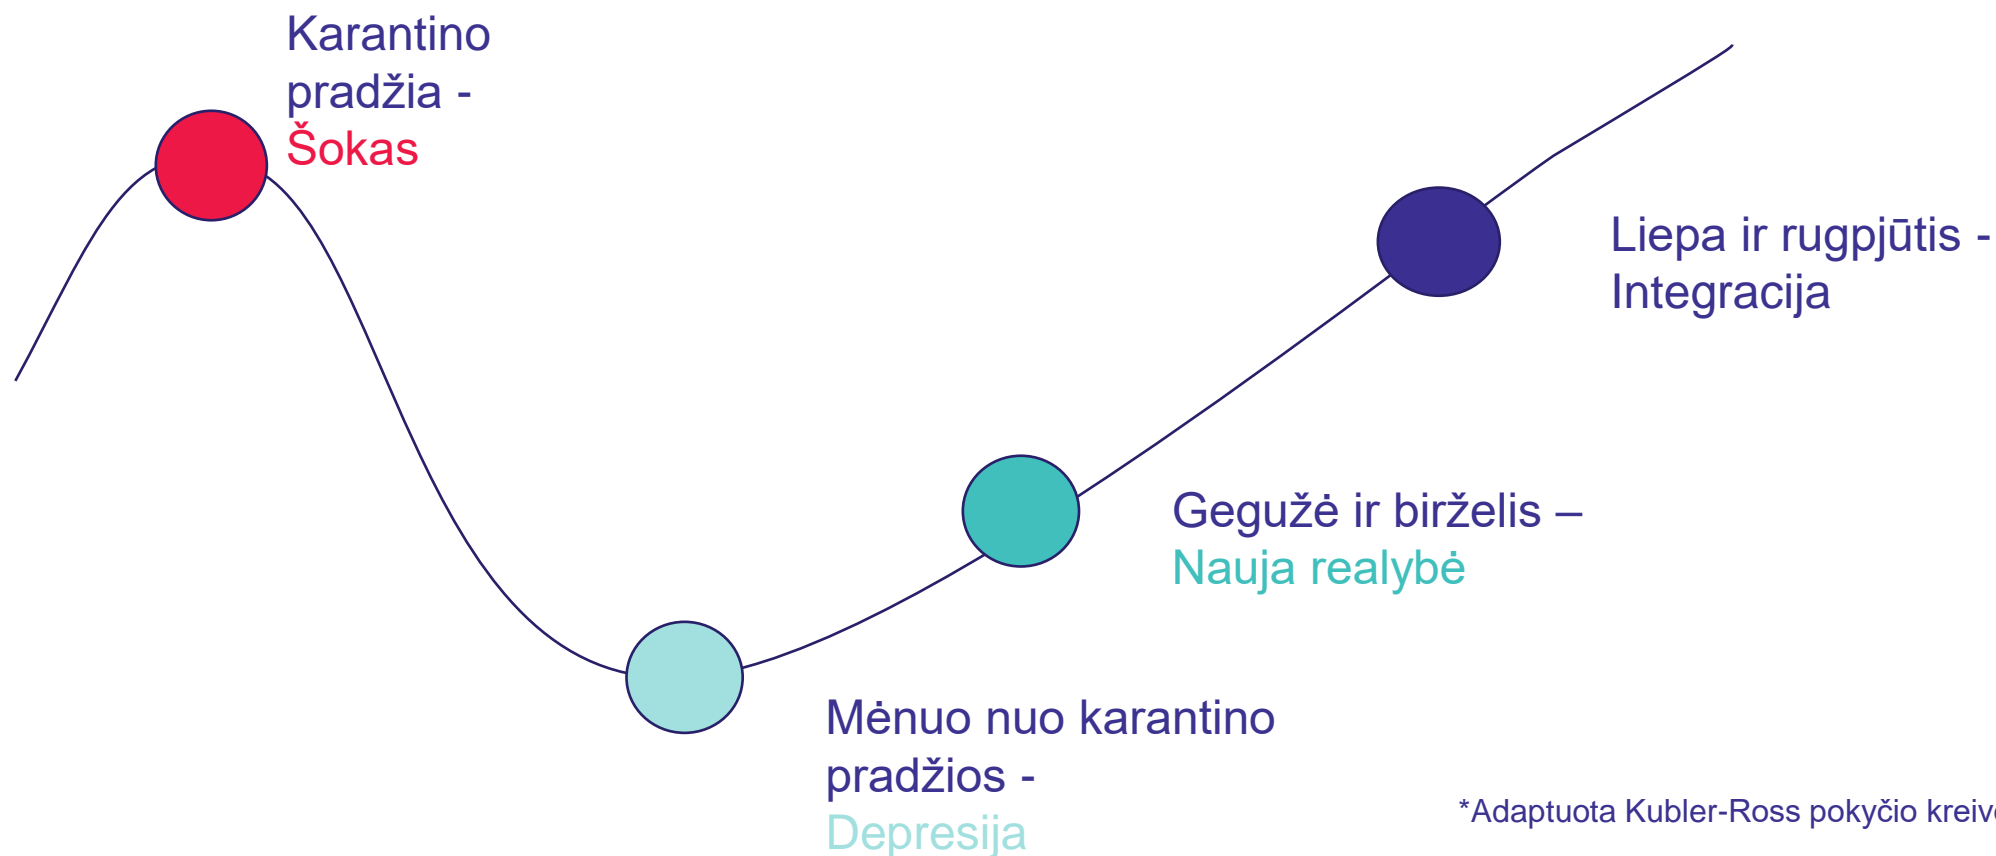 Karantino
pradžia -
Šokas
Liepa ir rugpjūtis -
Integracija
Gegužė ir birželis –
Nauja realybė
Mėnuo nuo karantino
pradžios -
Depresija
*Adaptuota Kubler-Ross pokyčio